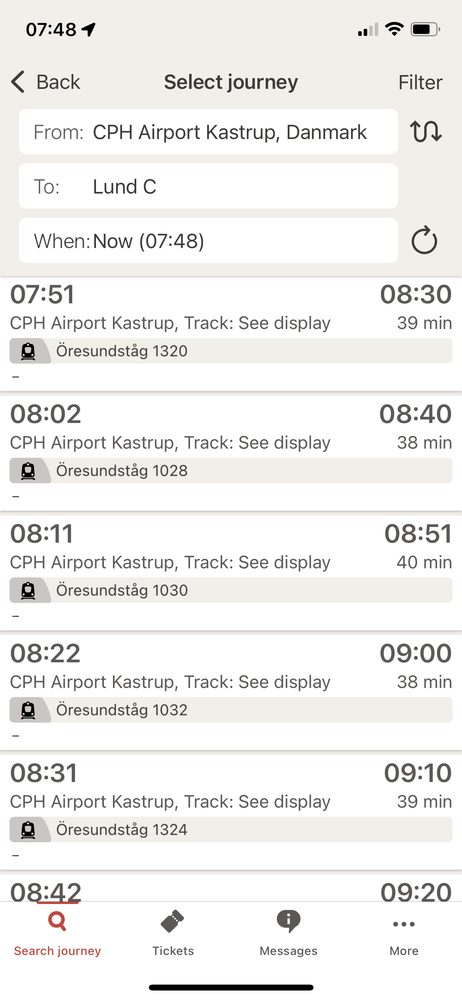 07:48
Back Select journey Filter
From: CPH Airport Kastrup, Danmark
To: Lund C
When: Now (07:48)
07:51 08:30
CPH Airport Kastrup, Track: See display 39 min
Öresundståg 1320
–
08:02 08:40
CPH Airport Kastrup, Track: See display 38 min
Öresundståg 1028
–
08:11 08:51
CPH Airport Kastrup, Track: See display 40 min
Öresundståg 1030
–
08:22 09:00
CPH Airport Kastrup, Track: See display 38 min
Öresundståg 1032
–
08:31 09:10
CPH Airport Kastrup, Track: See display 39 min
Öresundståg 1324
–
08:42 09:20
Search journey Tickets Messages More